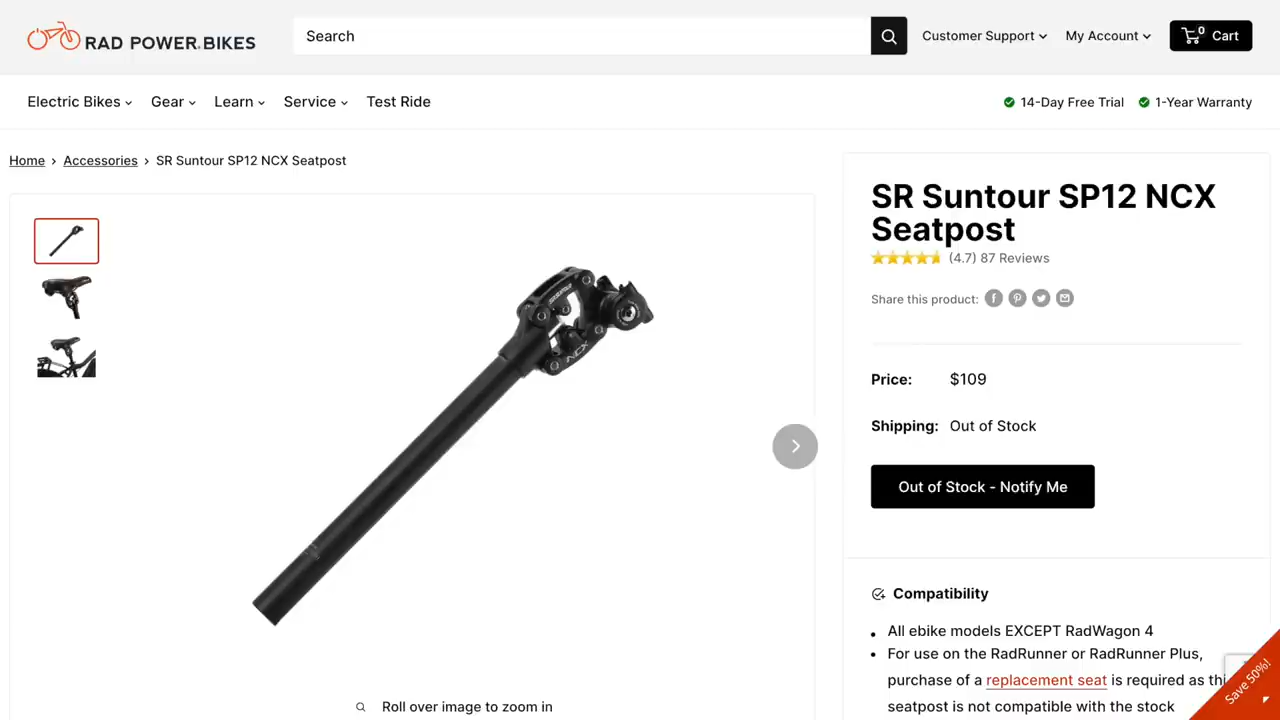 RAD POWER BIKES
Search
Customer Support
My Account
0
Cart
Electric Bikes
Gear
Learn
Service
Test Ride
14-Day Free Trial
1-Year Warranty
Home › Accessories › SR Suntour SP12 NCX Seatpost
SR Suntour SP12 NCX
Seatpost
(4.7) 87 Reviews
Share this product:
Price: $109
Shipping: Out of Stock
Out of Stock - Notify Me
SR SUNTOUR
NCX
Compatibility
• All ebike models EXCEPT RadWagon 4
• For use on the RadRunner or RadRunner Plus,
purchase of a replacement seat is required as
seatpost is not compatible with the stock
Save 50%!
Roll over image to zoom in